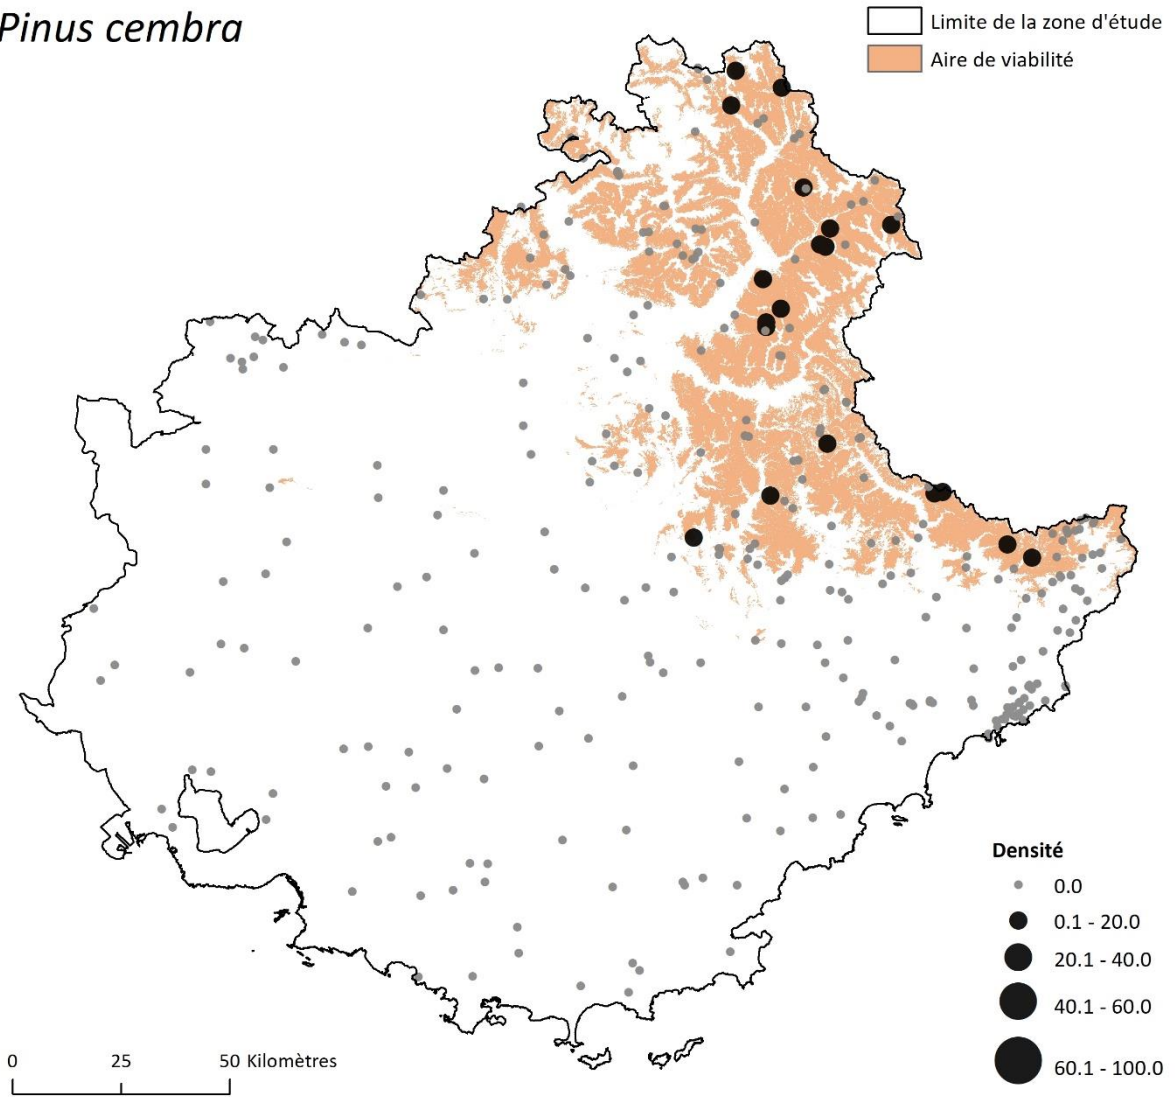 Pinus cembra
Limite de la zone d'étude
Aire de viabilité
Densité
0.0
0.1 - 20.0
20.1 - 40.0
40.1 - 60.0
60.1 - 100.0
0 25 50 Kilomètres